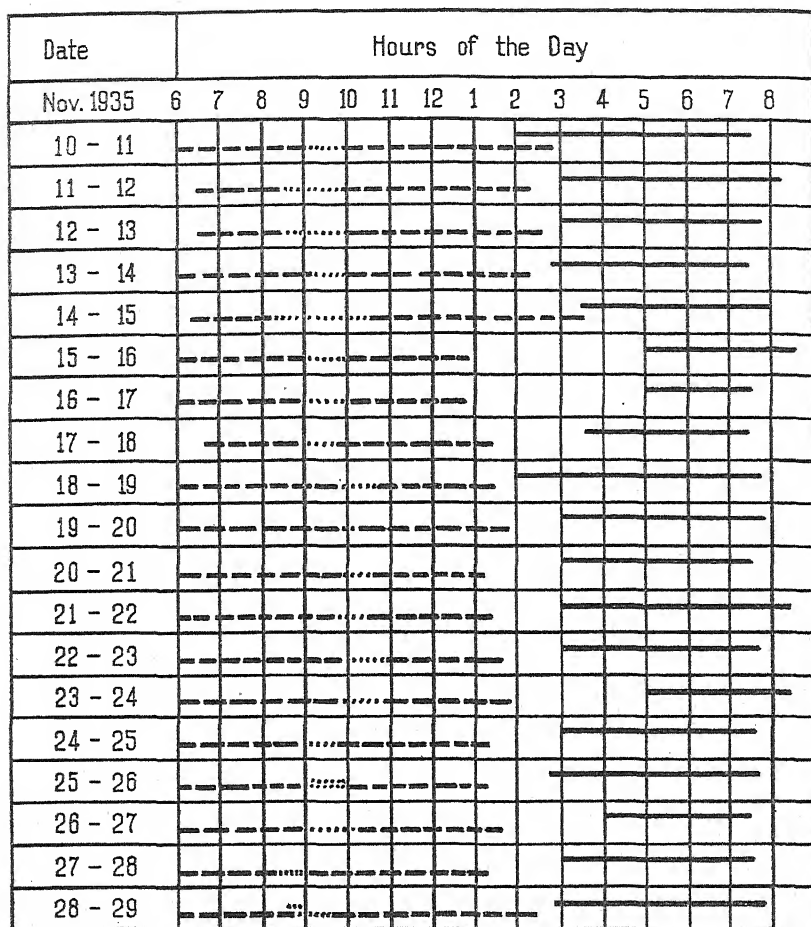 Date Hours of the Day
Nov. 1935 6 7 8 9 10 11 12 1 2 3 4 5 6 7 8
10 - 11
11 - 12
12 - 13
13 - 14
14 - 15
15 - 16
16 - 17
17 - 18
18 - 19
19 - 20
20 - 21
21 - 22
22 - 23
23 - 24
24 - 25
25 - 26
26 - 27
27 - 28
28 - 29